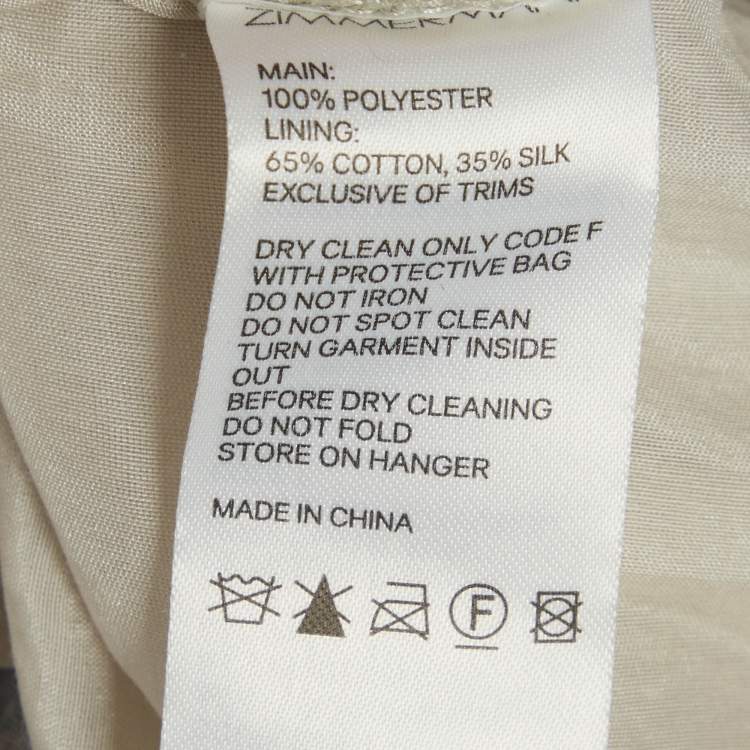 ZIMMERMANN
MAIN:
100% POLYESTER
LINING:
65% COTTON, 35% SILK
EXCLUSIVE OF TRIMS
DRY CLEAN ONLY CODE F
WITH PROTECTIVE BAG
DO NOT IRON
DO NOT SPOT CLEAN
TURN GARMENT INSIDE
OUT
BEFORE DRY CLEANING
DO NOT FOLD
STORE ON HANGER
MADE IN CHINA
F